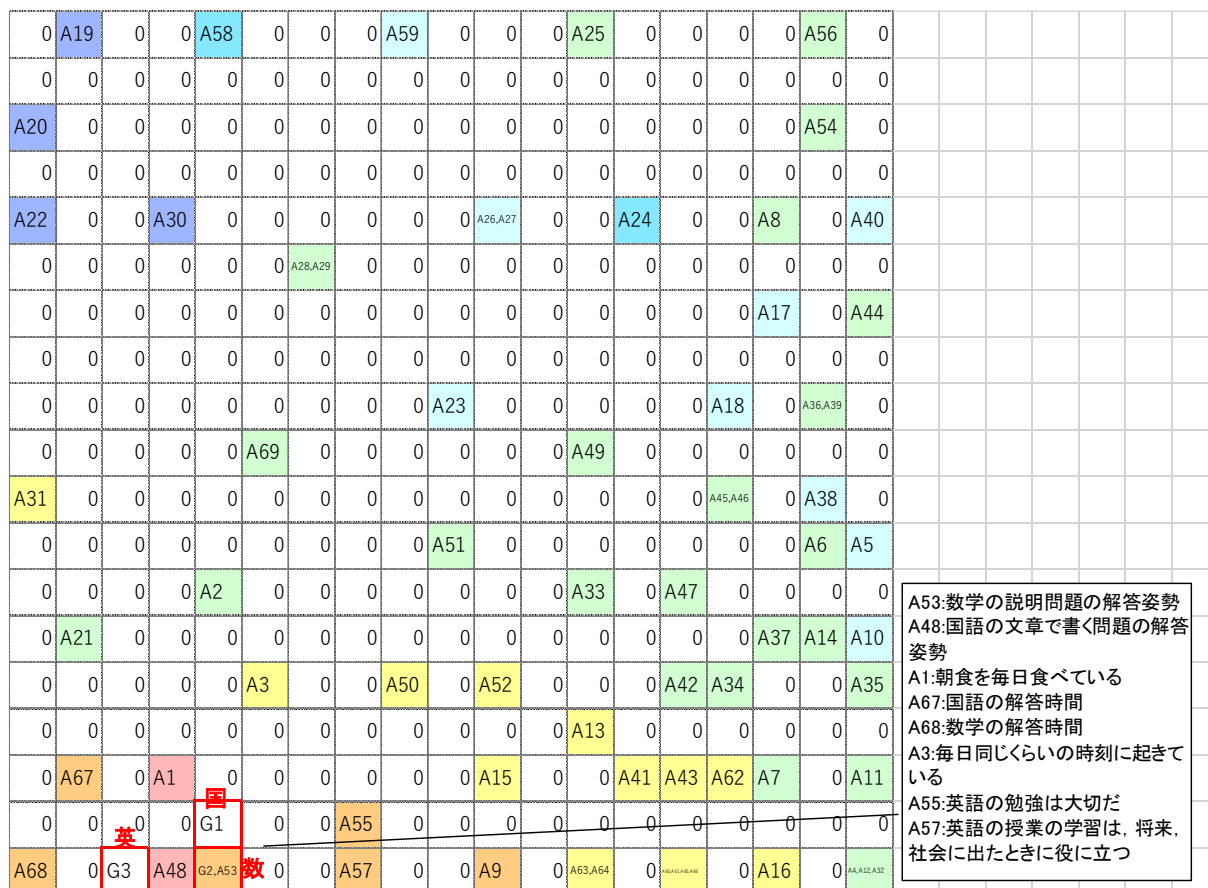 0 A19 0 0 A58 0 0 0 A59 0 0 0 A25 0 0 0 0 A56 0
0 0 0 0 0 0 0 0 0 0 0 0 0 0 0 0 0 0 0
A20 0 0 0 0 0 0 0 0 0 0 0 0 0 0 0 0 A54 0
0 0 0 0 0 0 0 0 0 0 0 0 0 0 0 0 0 0 0
A22 0 0 A30 0 0 0 0 0 0 A26,A27 0 0 A24 0 0 A8 0 A40
0 0 0 0 0 0 A28,A29 0 0 0 0 0 0 0 0 0 0 0 0
0 0 0 0 0 0 0 0 0 0 0 0 0 0 0 0 A17 0 A44
0 0 0 0 0 0 0 0 0 0 0 0 0 0 0 0 0 0 0
0 0 0 0 0 0 0 0 0 A23 0 0 0 0 0 A18 0 A36,A39 0
0 0 0 0 0 A69 0 0 0 0 0 0 A49 0 0 0 0 0 0
A31 0 0 0 0 0 0 0 0 0 0 0 0 0 0 A45,A46 0 A38 0
0 0 0 0 0 0 0 0 0 A51 0 0 0 0 0 0 0 A6 A5
0 0 0 0 A2 0 0 0 0 0 0 0 A33 0 A47 0 0 0 0
0 A21 0 0 0 0 0 0 0 0 0 0 0 0 0 0 A37 A14 A10
0 0 0 0 0 A3 0 0 A50 0 A52 0 0 0 A42 A34 0 0 A35
0 0 0 0 0 0 0 0 0 0 0 0 A13 0 0 0 0 0 0
0 A67 0 A1 0 0 0 0 0 0 A15 0 0 A41 A43 A62 A7 0 A11
国
0 0 0 0 G1 0 0 A55 0 0 0 0 0 0 0 0 0 0 0
英
A68 0 G3 A48 G2,A53 数 0 0 A57 0 0 A9 0 A63,A64 0 0 A16 0 A4,A12,A32
A53:数学の説明問題の解答姿勢
A48:国語の文章で書く問題の解答
姿勢
A1:朝食を毎日食べている
A67:国語の解答時間
A68:数学の解答時間
A3:毎日同じくらいの時刻に起きて
いる
A55:英語の勉強は大切だ
A57:英語の授業の学習は，将来，
社会に出たときに役に立つ